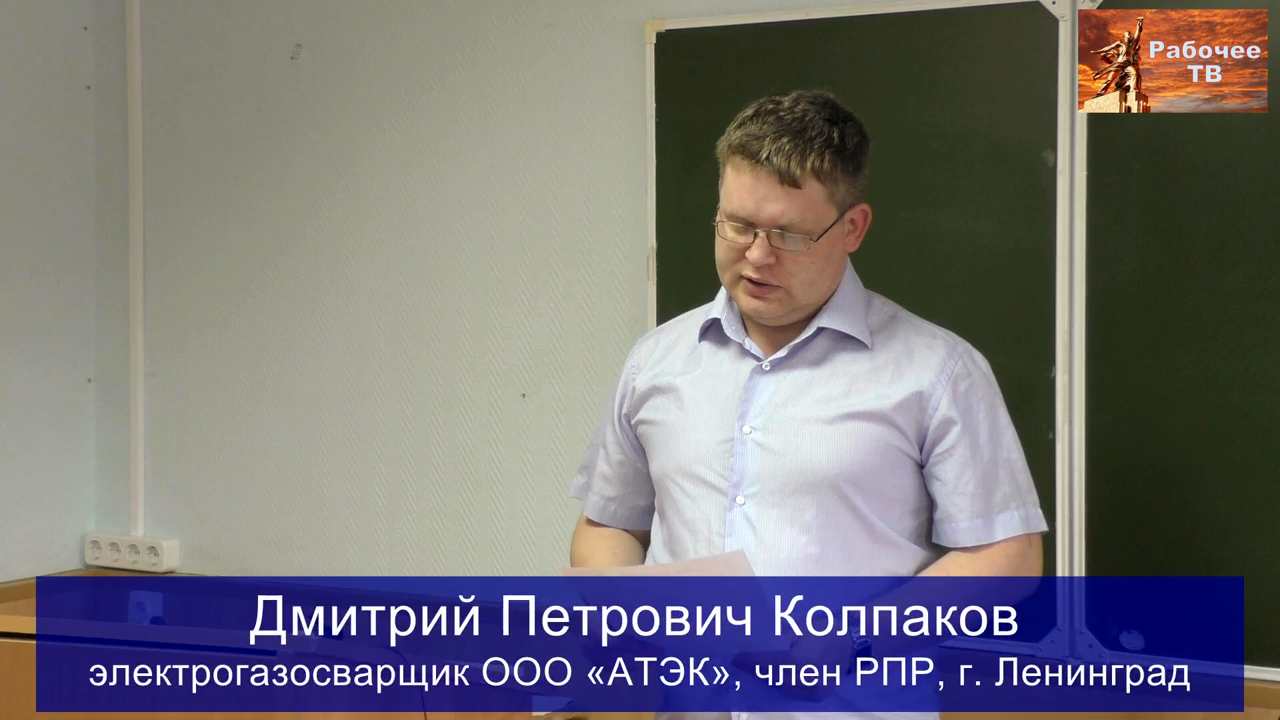 Рабочее
ТВ
Дмитрий Петрович Колпаков
электрогазосварщик ООО «АТЭК», член РПР, г. Ленинград